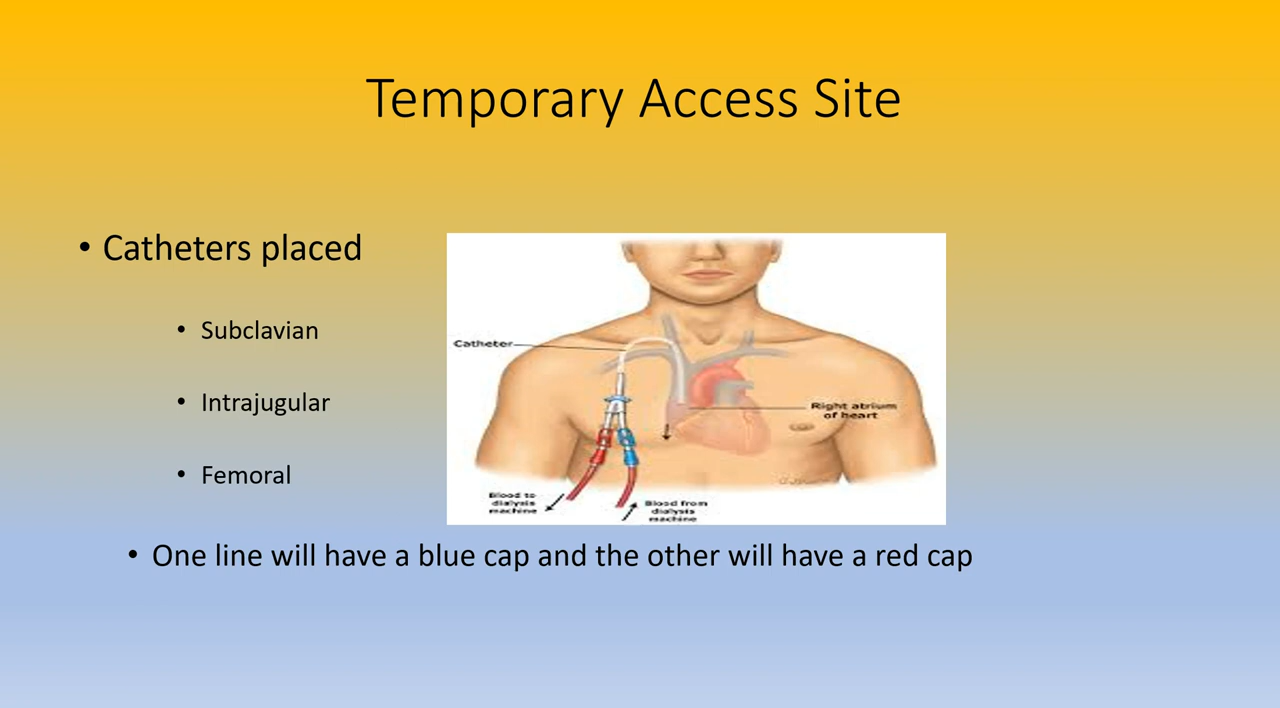 Temporary Access Site
• Catheters placed
• Subclavian
• Intrajugular
• Femoral
Catheter
Right atrium
of heart
Blood to
dialysis
machine
Blood from
dialysis
machine
• One line will have a blue cap and the other will have a red cap